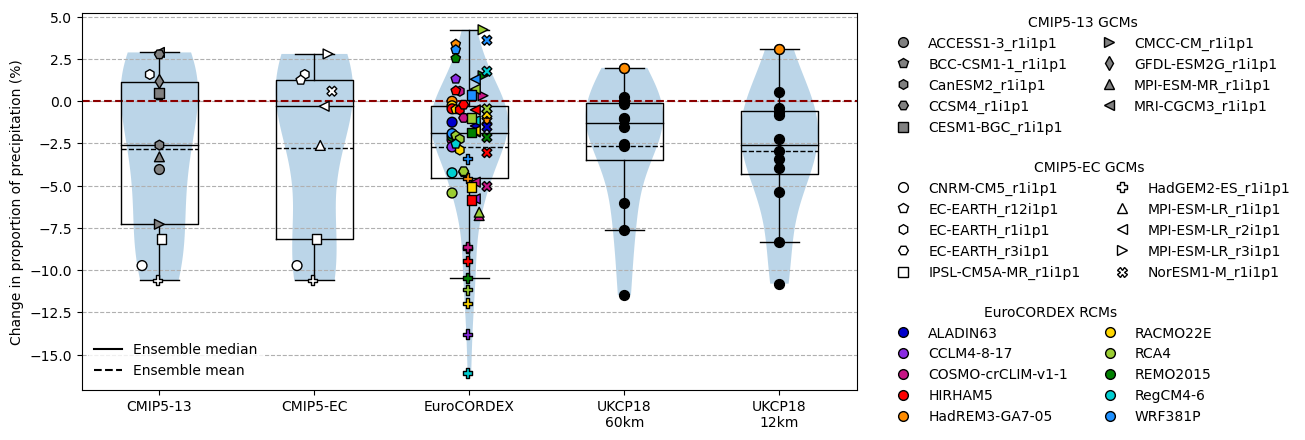 Change in proportion of precipitation (%)
5.0
2.5
0.0
−2.5
−5.0
−7.5
−10.0
−12.5
−15.0
Ensemble median
Ensemble mean
CMIP5-13
CMIP5-EC
EuroCORDEX
UKCP18
60km
UKCP18
12km
CMIP5-13 GCMs
ACCESS1-3_r1i1p1
BCC-CSM1-1_r1i1p1
CanESM2_r1i1p1
CCSM4_r1i1p1
CESM1-BGC_r1i1p1
CMCC-CM_r1i1p1
GFDL-ESM2G_r1i1p1
MPI-ESM-MR_r1i1p1
MRI-CGCM3_r1i1p1
CMIP5-EC GCMs
CNRM-CM5_r1i1p1
EC-EARTH_r12i1p1
EC-EARTH_r1i1p1
EC-EARTH_r3i1p1
IPSL-CM5A-MR_r1i1p1
HadGEM2-ES_r1i1p1
MPI-ESM-LR_r1i1p1
MPI-ESM-LR_r2i1p1
MPI-ESM-LR_r3i1p1
NorESM1-M_r1i1p1
EuroCORDEX RCMs
ALADIN63
CCLM4-8-17
COSMO-crCLIM-v1-1
HIRHAM5
HadREM3-GA7-05
RACMO22E
RCA4
REMO2015
RegCM4-6
WRF381P